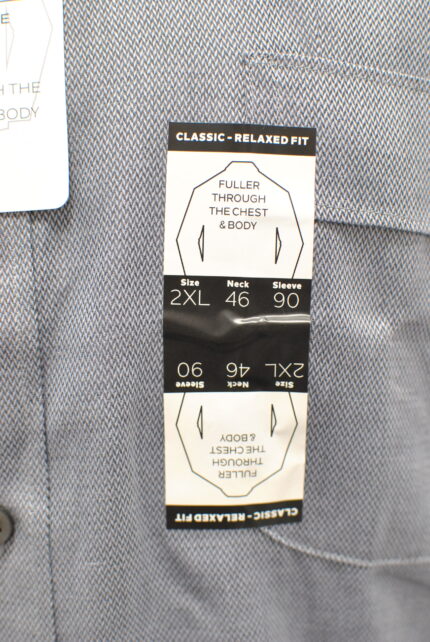 E
H THE
BODY
CLASSIC - RELAXED FIT
FULLER
THROUGH
THE CHEST
& BODY
Size Neck Sleeve
2XL 46 90
Size Neck Sleeve
2XL 46 90
FULLER
THROUGH
THE CHEST
& BODY
CLASSIC - RELAXED FIT